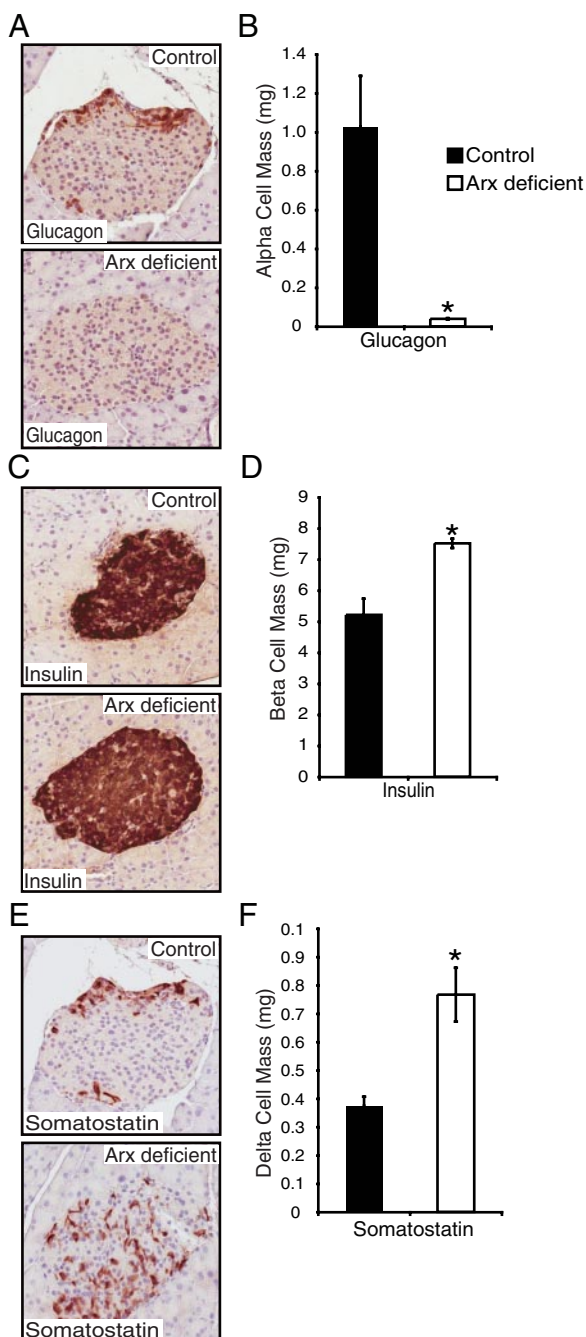 A
Control
Glucagon
Arx deficient
Glucagon
B
1.4
1.2
1.0
0.8
0.6
0.4
0.2
0
Alpha Cell Mass (mg)
Control
Arx deficient
*
Glucagon
C
Control
Insulin
Arx deficient
Insulin
D
9
8
7
6
5
4
3
2
1
0
Beta Cell Mass (mg)
*
Insulin
E
Control
Somatostatin
Arx deficient
Somatostatin
F
0.1
0.9
0.8
0.7
0.6
0.5
0.4
0.3
0.2
0.1
0
Delta Cell Mass (mg)
*
Somatostatin